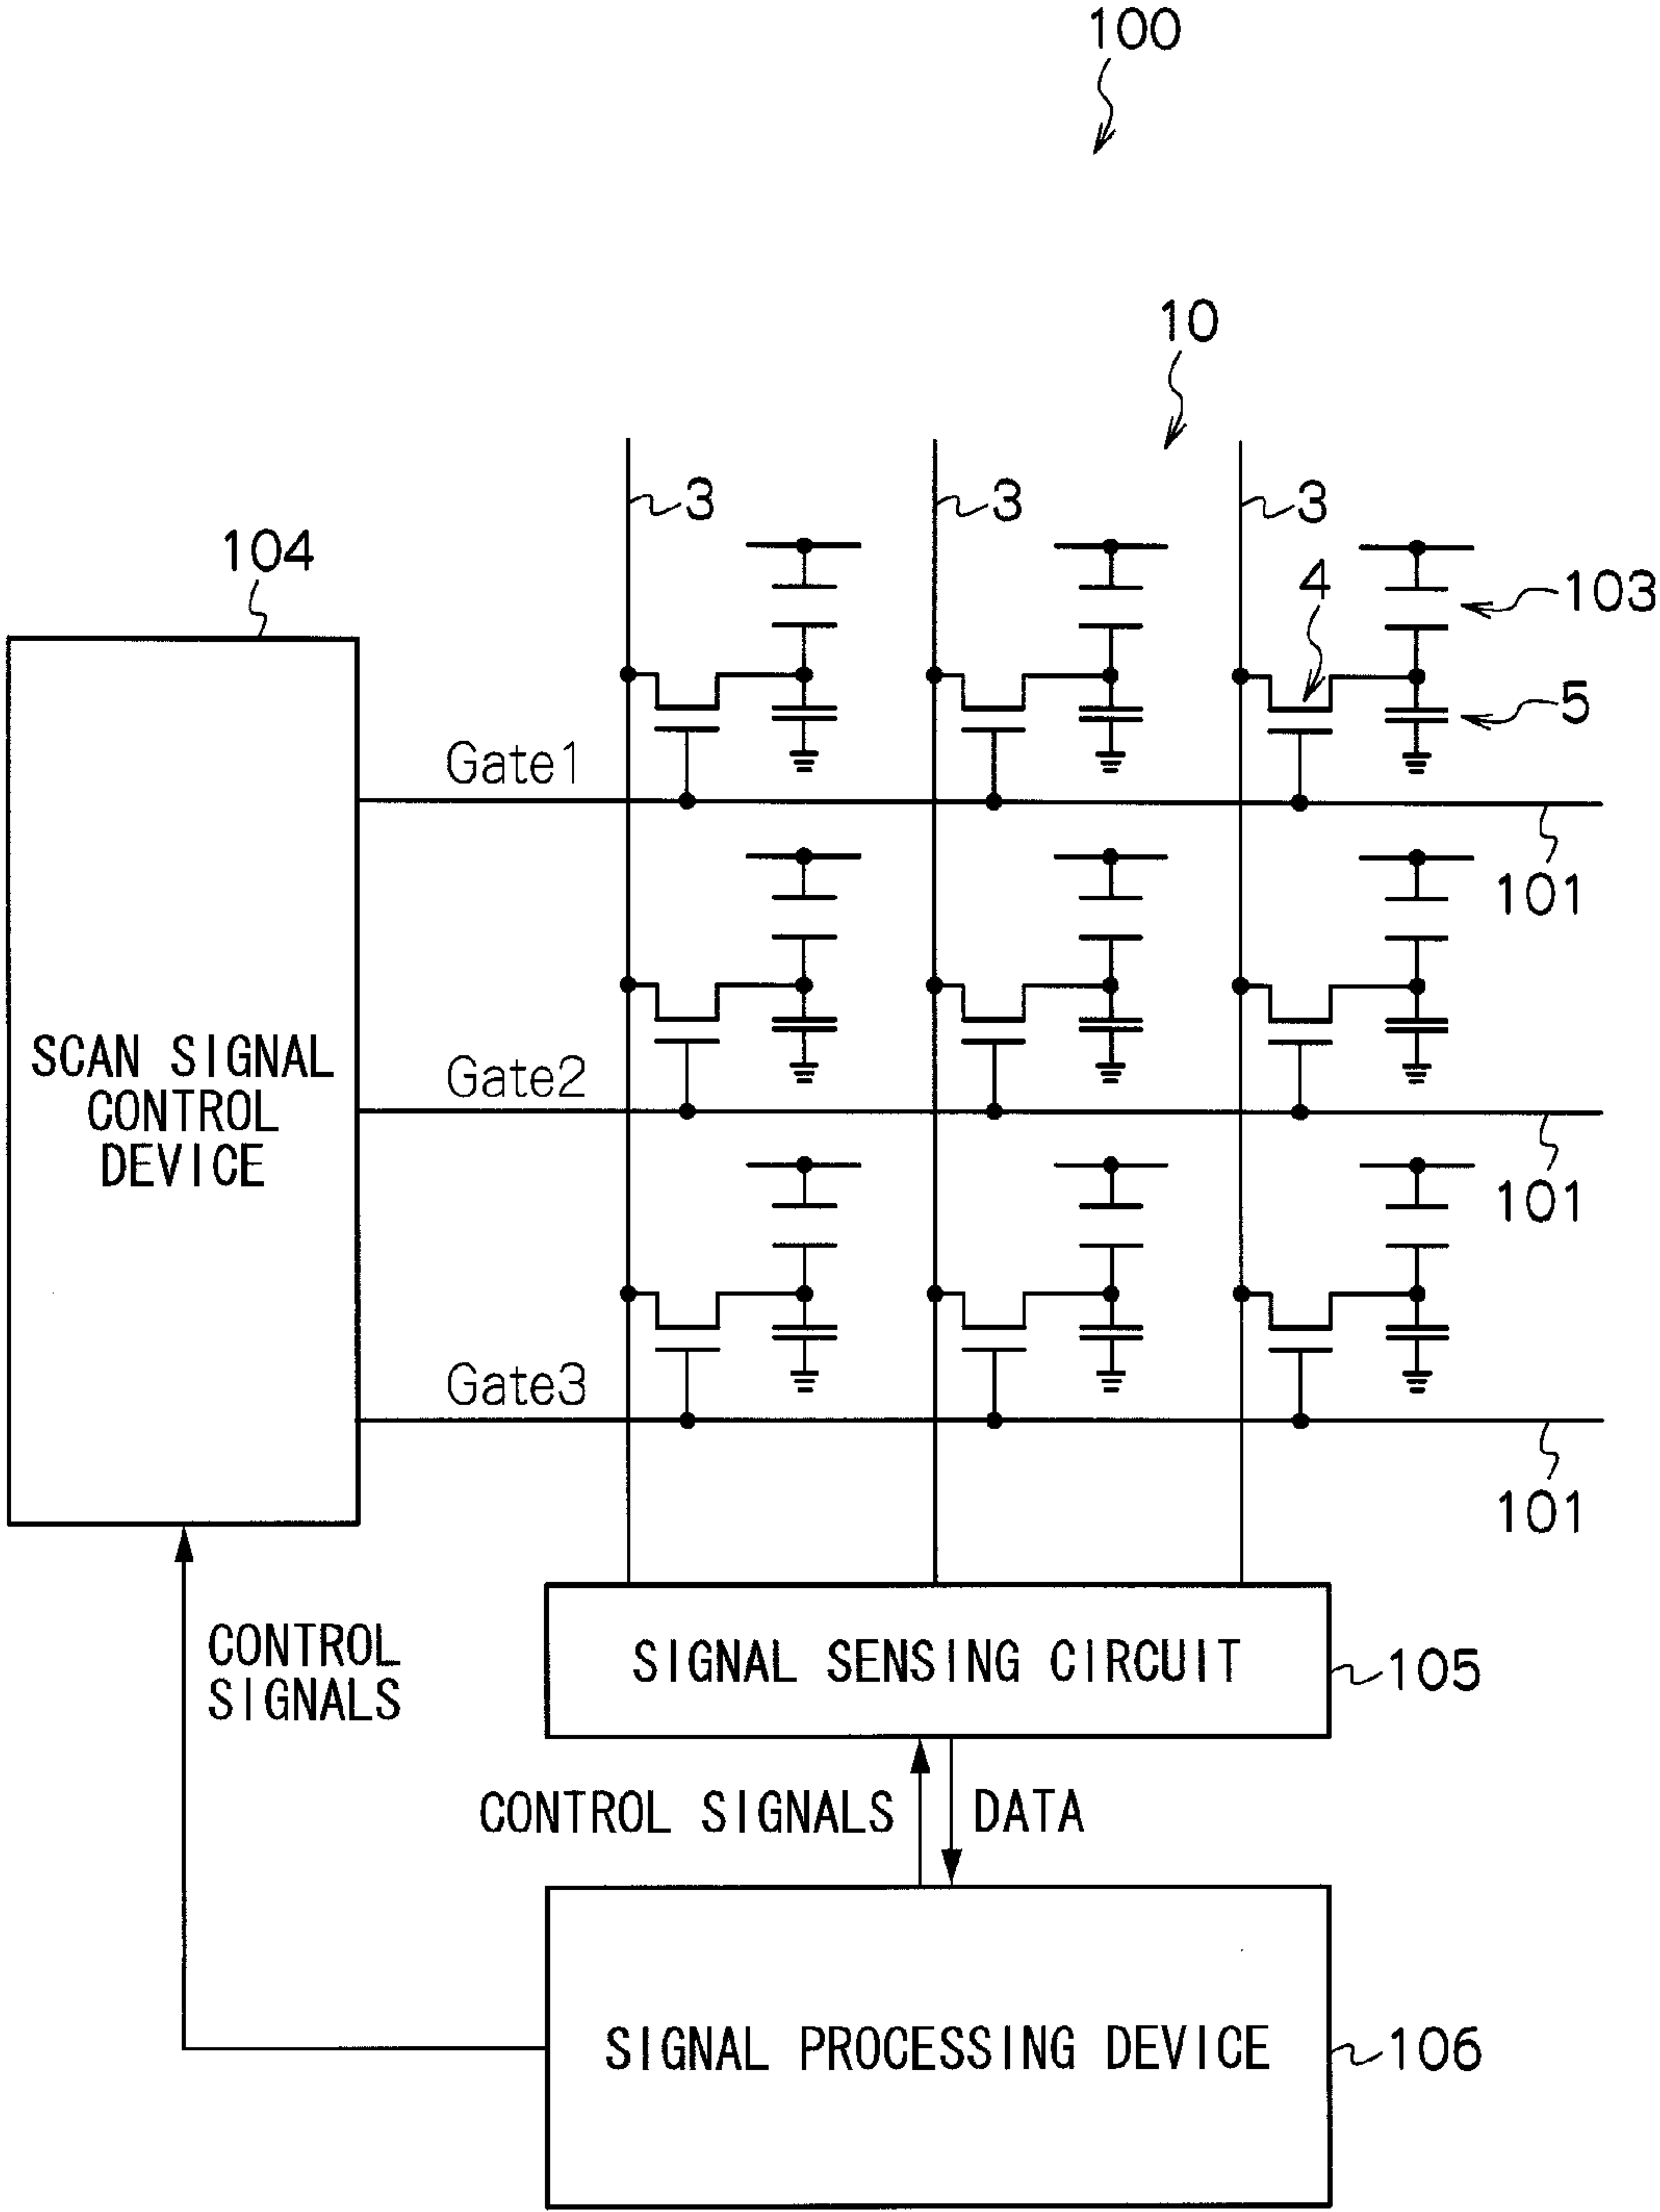 100
10
3
3
3
104
4
103
5
Gate1
101
SCAN SIGNAL
CONTROL
DEVICE
Gate2
101
Gate3
101
CONTROL
SIGNALS
SIGNAL SENSING CIRCUIT
105
CONTROL SIGNALS
DATA
SIGNAL PROCESSING DEVICE
106